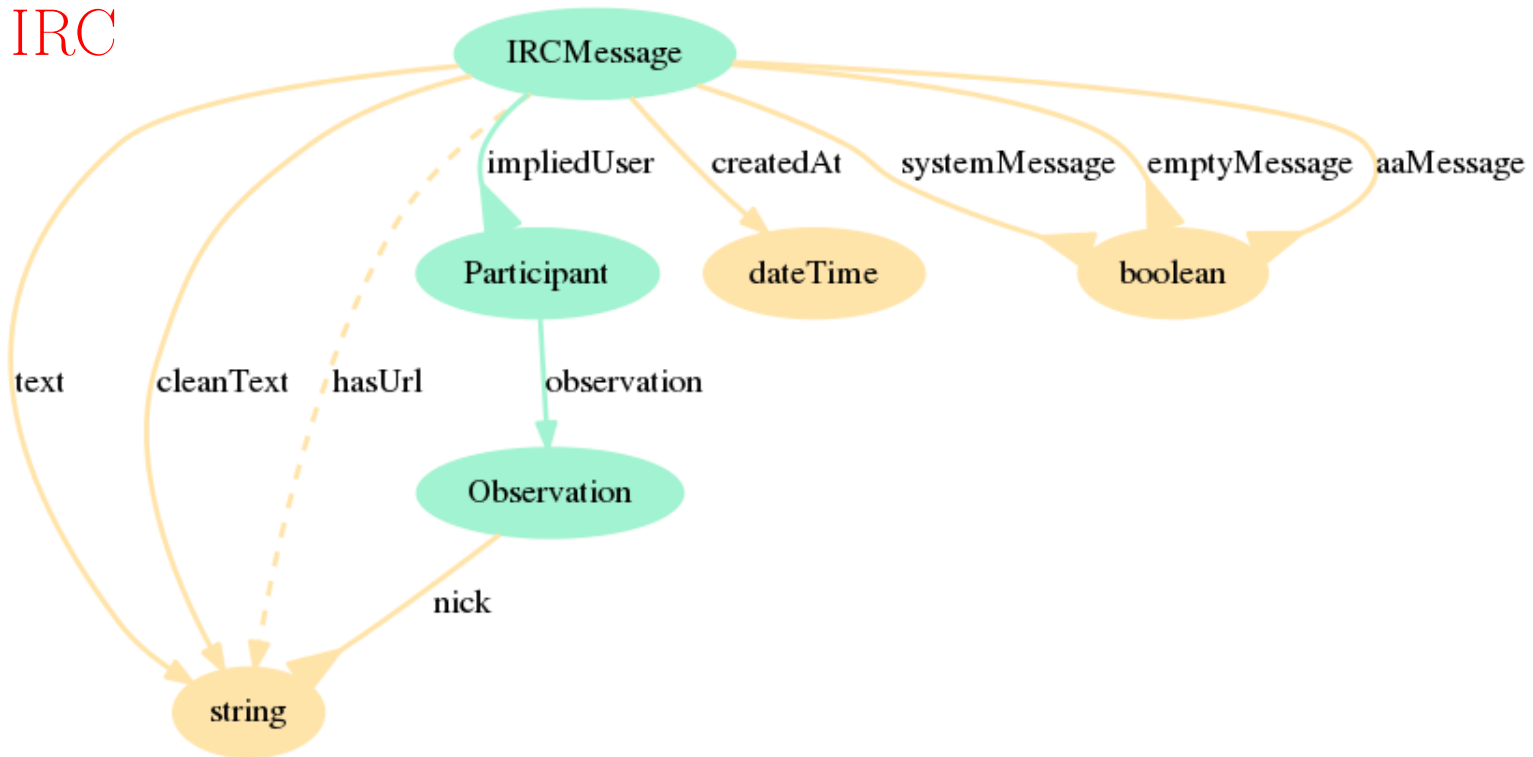 IRC
IRCMessage
impliedUser
createdAt
systemMessage
emptyMessage
aaMessage
Participant
dateTime
boolean
text
cleanText
hasUrl
observation
Observation
nick
string